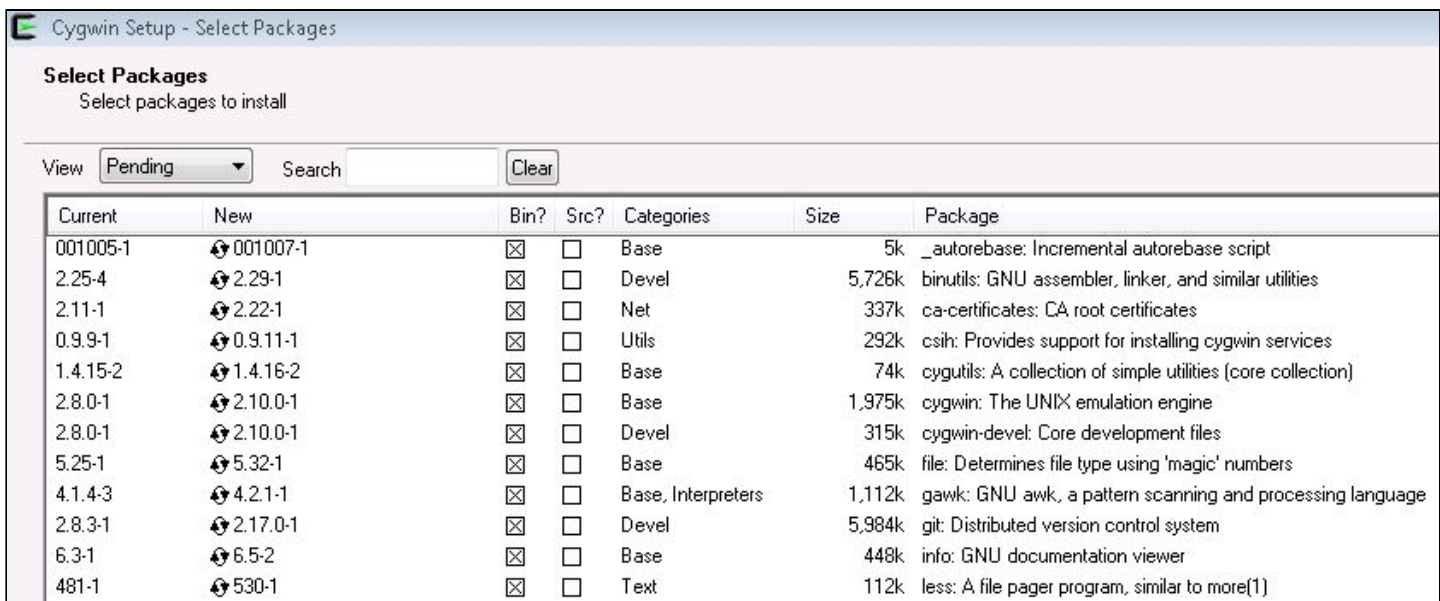 Cygwin Setup - Select Packages
Select Packages
Select packages to install
View Pending Search Clear
Current New Bin? Src? Categories Size Package
001005-1 001007-1 Base 5k _autorebase: Incremental autorebase script
2.25-4 2.29-1 Devel 5,726k binutils: GNU assembler, linker, and similar utilities
2.11-1 2.22-1 Net 337k ca-certificates: CA root certificates
0.9.9-1 0.9.11-1 Utils 292k csih: Provides support for installing cygwin services
1.4.15-2 1.4.16-2 Base 74k cygutils: A collection of simple utilities (core collection)
2.8.0-1 2.10.0-1 Base 1,975k cygwin: The UNIX emulation engine
2.8.0-1 2.10.0-1 Devel 315k cygwin-devel: Core development files
5.25-1 5.32-1 Base 465k file: Determines file type using 'magic' numbers
4.1.4-3 4.2.1-1 Base, Interpreters 1,112k gawk: GNU awk, a pattern scanning and processing language
2.8.3-1 2.17.0-1 Devel 5,984k git: Distributed version control system
6.3-1 6.5-2 Base 448k info: GNU documentation viewer
481-1 530-1 Text 112k less: A file pager program, similar to more(1)